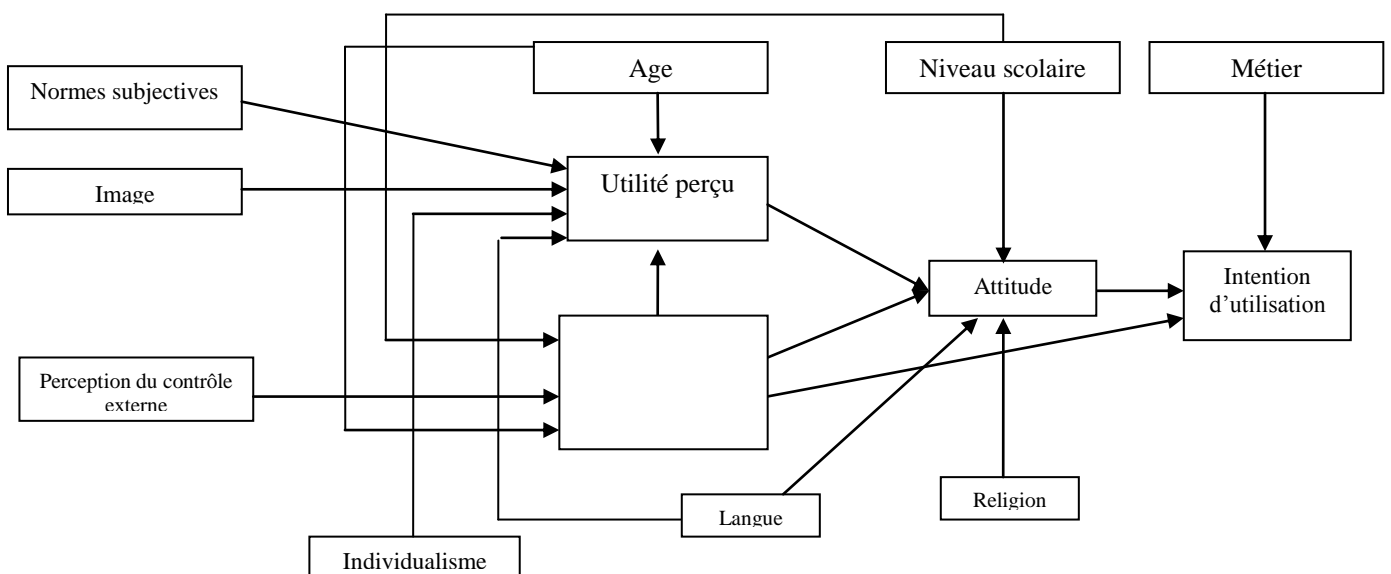 Age
Niveau scolaire
Métier
Normes subjectives
Utilité perçu
Image
Attitude
Intention
d’utilisation
Perception du contrôle
externe
Religion
Langue
Individualisme